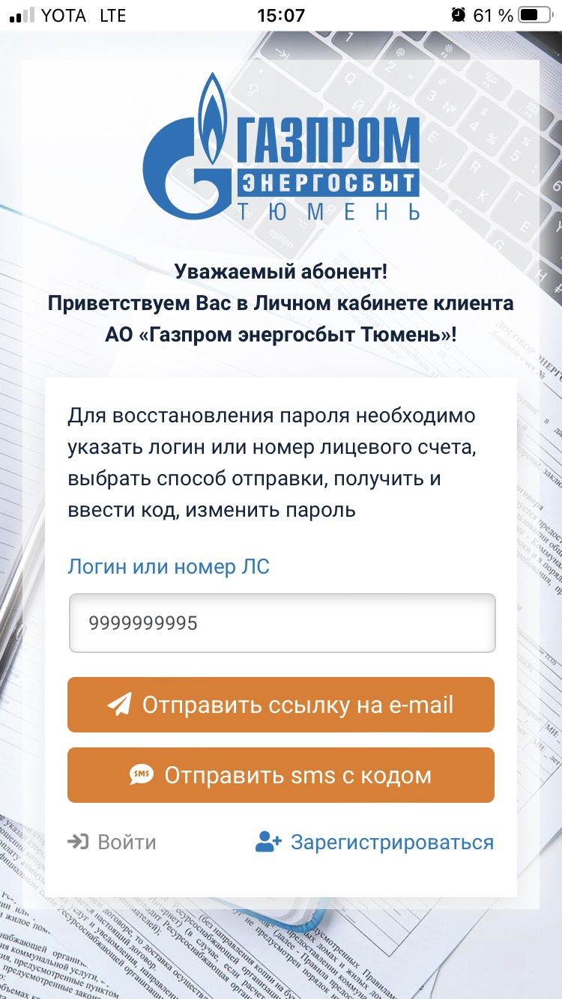 YOTA LTE 15:07 61 %
ГАЗПРОМ
ЭНЕРГОСБЫТ
ТЮМЕНЬ
Уважаемый абонент!
Приветствуем Вас в Личном кабинете клиента
АО «Газпром энергосбыт Тюмень»!
Для восстановления пароля необходимо
указать логин или номер лицевого счета,
выбрать способ отправки, получить и
ввести код, изменить пароль
Логин или номер ЛС
9999999995
Отправить ссылку на e-mail
SMS Отправить sms с кодом
Войти Зарегистрироваться